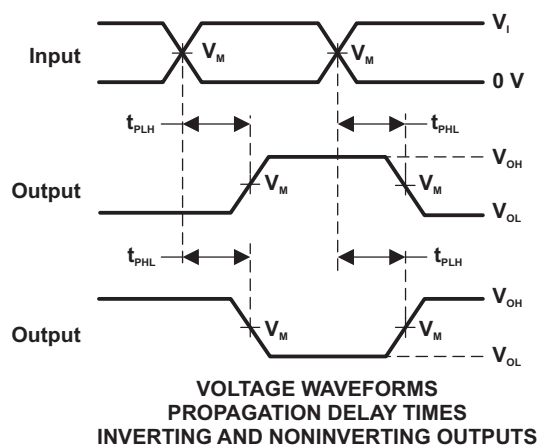 V_I
Input
V_M
V_M
0 V
t_PLH
t_PHL
V_OH
Output
V_M
V_M
V_OL
t_PHL
t_PLH
V_OH
Output
V_M
V_M
V_OL
VOLTAGE WAVEFORMS
PROPAGATION DELAY TIMES
INVERTING AND NONINVERTING OUTPUTS